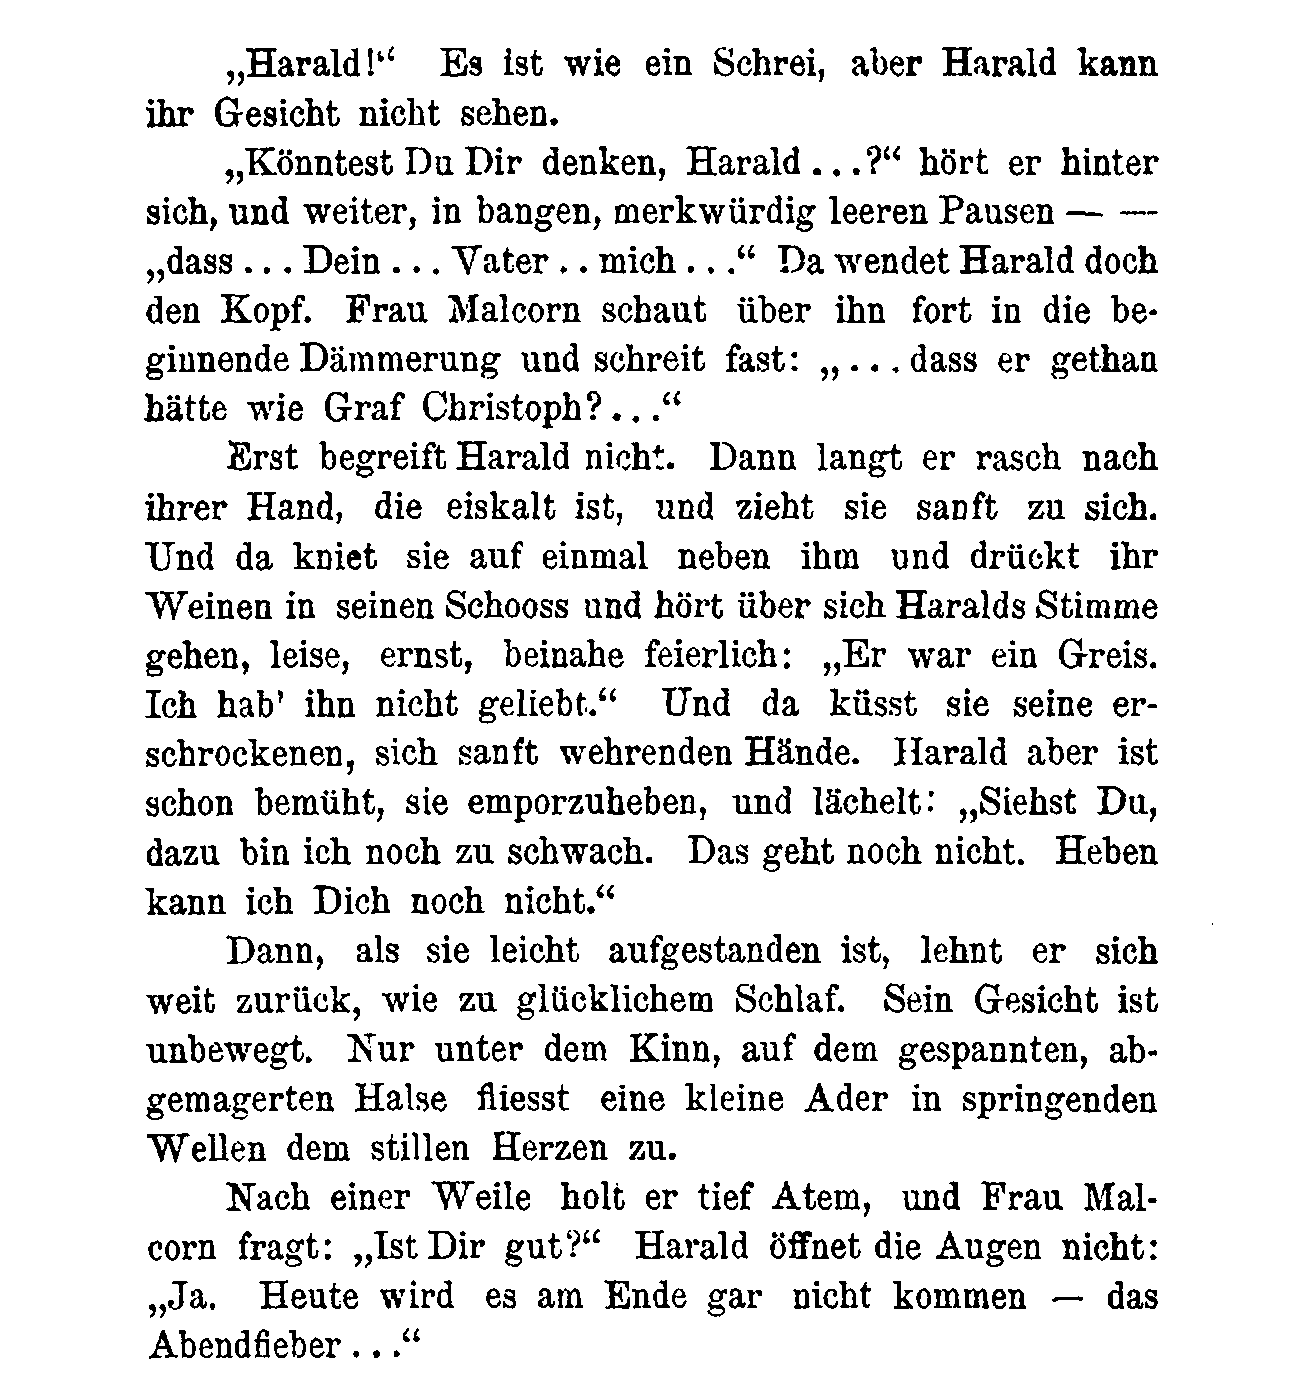 „Harald!“ Es ist wie ein Schrei, aber Harald kann
ihr Gesicht nicht sehen.
„Könntest Du Dir denken, Harald ...?“ hört er hinter
sich, und weiter, in bangen, merkwürdig leeren Pausen — —
„dass ... Dein ... Vater .. mich ...“ Da wendet Harald doch
den Kopf. Frau Malcorn schaut über ihn fort in die be-
ginnende Dämmerung und schreit fast: „... dass er gethan
hätte wie Graf Christoph?...“
Erst begreift Harald nicht. Dann langt er rasch nach
ihrer Hand, die eiskalt ist, und zieht sie sanft zu sich.
Und da kniet sie auf einmal neben ihm und drückt ihr
Weinen in seinen Schooss und hört über sich Haralds Stimme
gehen, leise, ernst, beinahe feierlich: „Er war ein Greis.
Ich hab' ihn nicht geliebt.“ Und da küsst sie seine er-
schrockenen, sich sanft wehrenden Hände. Harald aber ist
schon bemüht, sie emporzuheben, und lächelt: „Siehst Du,
dazu bin ich noch zu schwach. Das geht noch nicht. Heben
kann ich Dich noch nicht.“
Dann, als sie leicht aufgestanden ist, lehnt er sich
weit zurück, wie zu glücklichem Schlaf. Sein Gesicht ist
unbewegt. Nur unter dem Kinn, auf dem gespannten, ab-
gemagerten Halse fliesst eine kleine Ader in springenden
Wellen dem stillen Herzen zu.
Nach einer Weile holt er tief Atem, und Frau Mal-
corn fragt: „Ist Dir gut?“ Harald öffnet die Augen nicht:
„Ja. Heute wird es am Ende gar nicht kommen — das
Abendfieber ...“